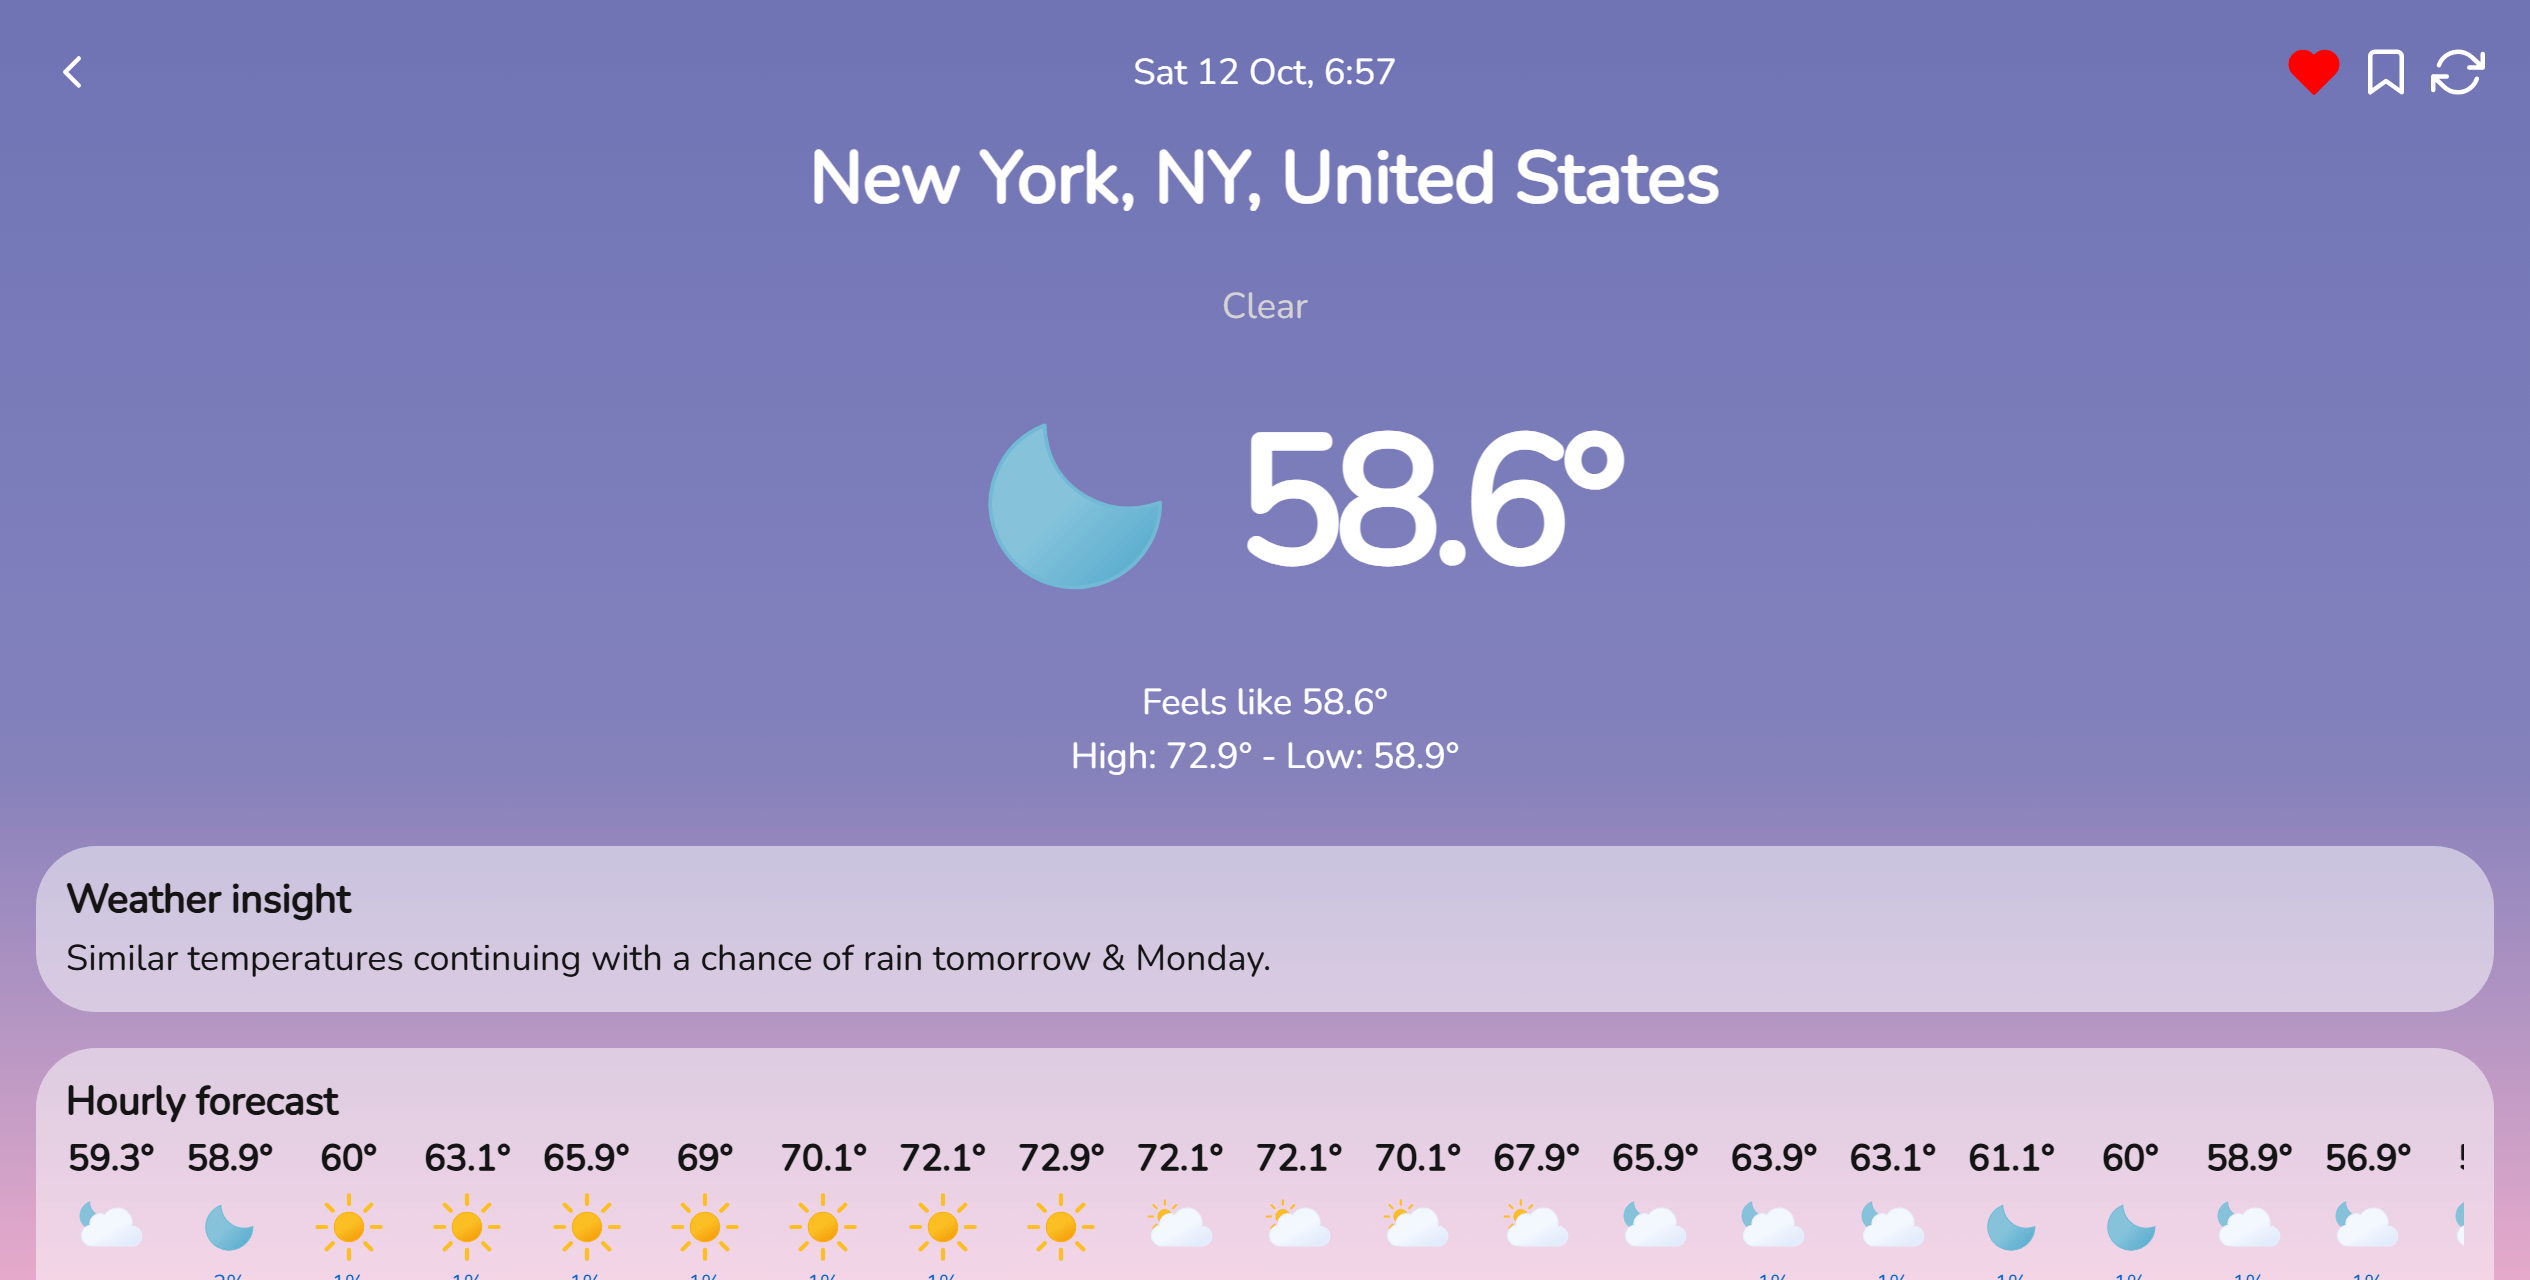 Sat 12 Oct, 6:57
New York, NY, United States
Clear
58.6°
Feels like 58.6°
High: 72.9° - Low: 58.9°
Weather insight
Similar temperatures continuing with a chance of rain tomorrow & Monday.
Hourly forecast
59.3° 58.9° 60° 63.1° 65.9° 69° 70.1° 72.1° 72.9° 72.1° 72.1° 70.1° 67.9° 65.9° 63.9° 63.1° 61.1° 60° 58.9° 56.9°